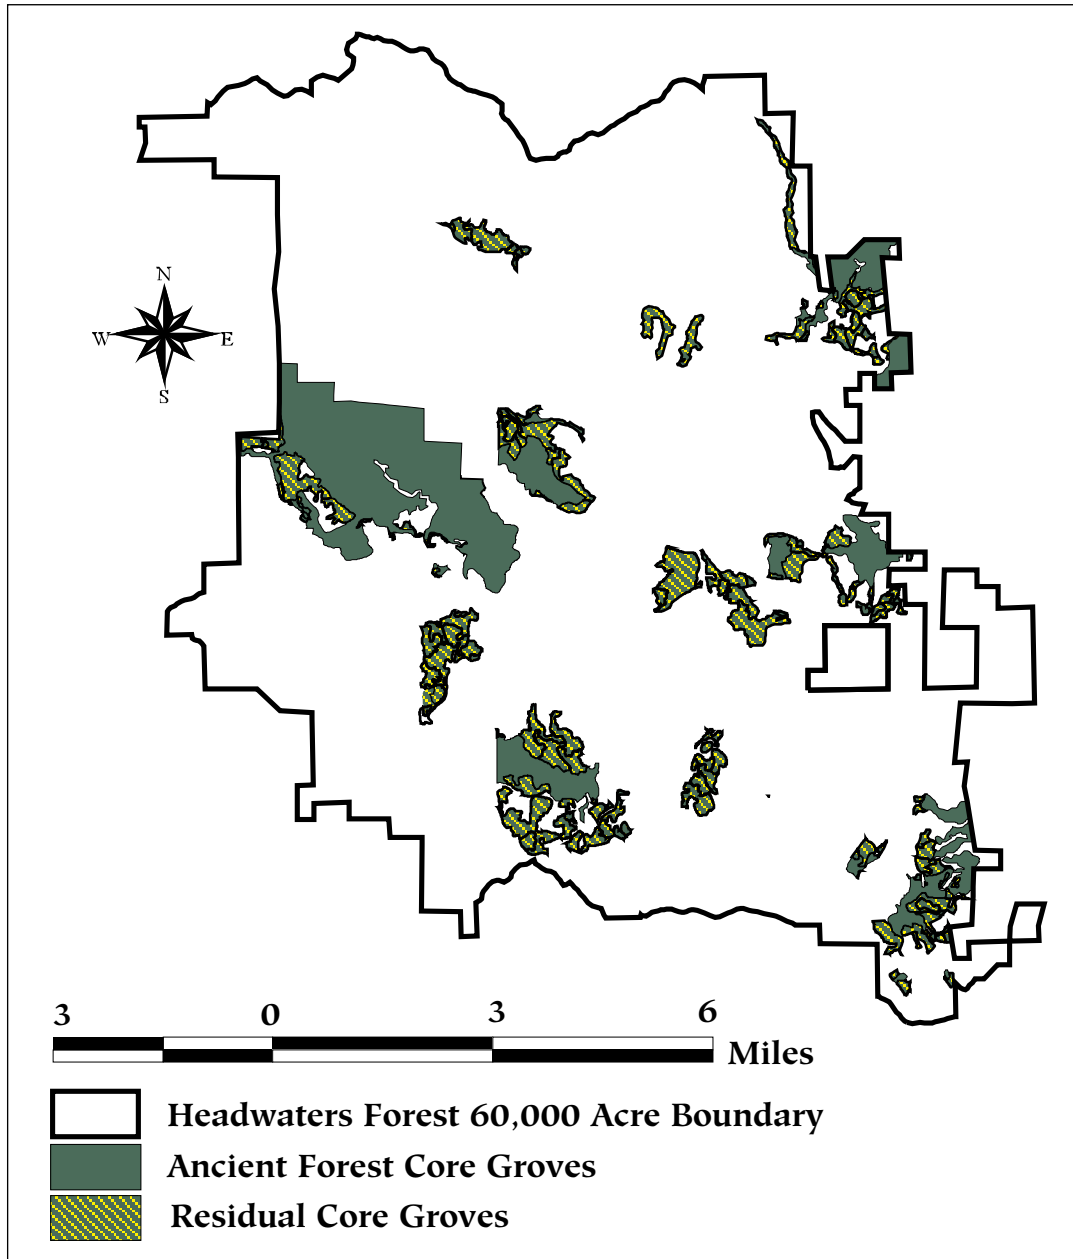 N
W E
S
3 0 3 6
Miles
Headwaters Forest 60,000 Acre Boundary
Ancient Forest Core Groves
Residual Core Groves